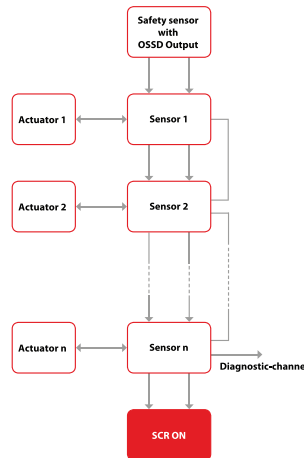 Safety sensor
with
OSSD Output
Actuator 1
Sensor 1
Actuator 2
Sensor 2
Actuator n
Sensor n
Diagnostic-channe
SCR ON